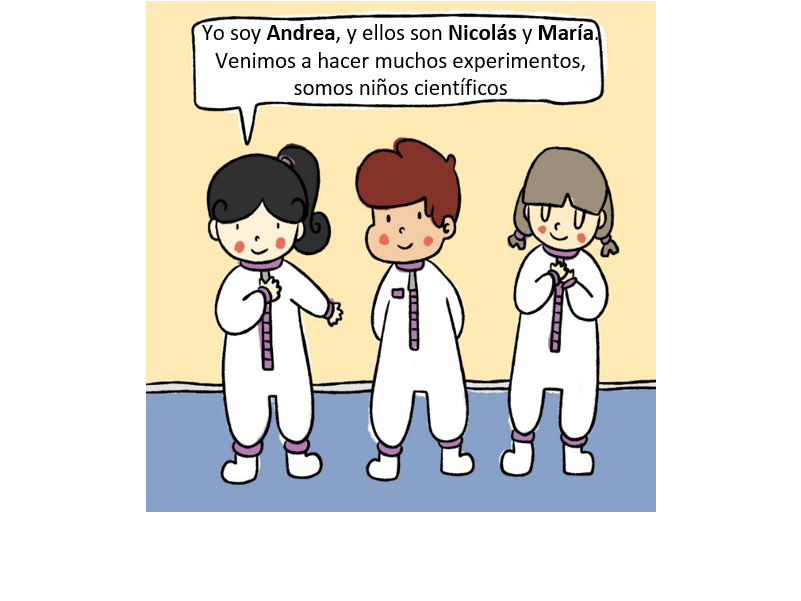 Yo soy Andrea, y ellos son Nicolás y María.
Venimos a hacer muchos experimentos,
somos niños científicos